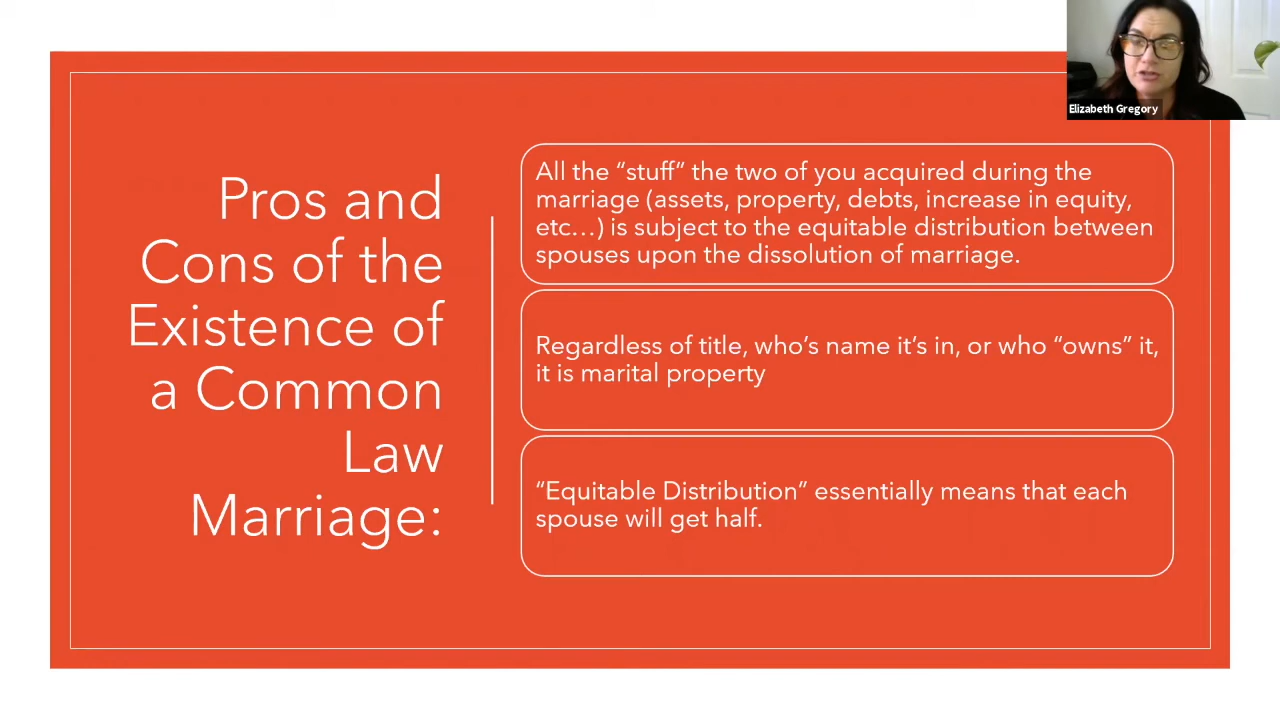 Elizabeth Gregory
Pros and
Cons of the
Existence of
a Common
Law
Marriage:
All the “stuff” the two of you acquired during the
marriage (assets, property, debts, increase in equity,
etc…) is subject to the equitable distribution between
spouses upon the dissolution of marriage.
Regardless of title, who’s name it’s in, or who “owns” it,
it is marital property
“Equitable Distribution” essentially means that each
spouse will get half.